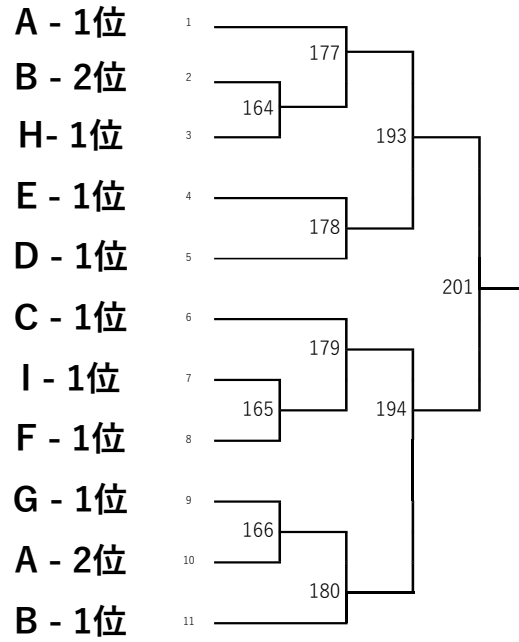 A - 1位 1
177
B - 2位 2
164
H- 1位 3
193
E - 1位 4
178
D - 1位 5
201
C - 1位 6
179
I - 1位 7
165 194
F - 1位 8
G - 1位 9
166
A - 2位 10
180
B - 1位 11